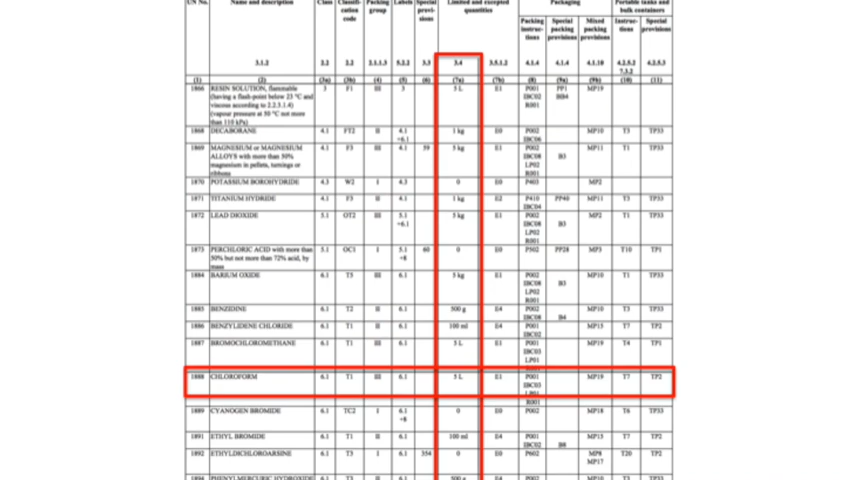 UN No. Name and description Class Classifi- Packing Labels Special Limited and excepted Packaging Portable tanks and
cation group provi- quantities bulk containers
code sions
Packing Special Mixed Instruc- Special
instruc- packing packing tions provisions
tions provisions provisions
3.1.2 2.2 2.2 2.1.1.3 5.2.2 3.3 3.4 3.5.1.2 4.1.4 4.1.4 4.1.10 4.2.5.2 4.2.5.3
7.3.2
(1) (2) (3a) (3b) (4) (5) (6) (7a) (7b) (8) (9a) (9b) (10) (11)
1866 RESIN SOLUTION, flammable 3 F1 III 3 5 L E1 P001 PP1 MP19
(having a flash-point below 23 °C and IBC02 BB4
viscous according to 2.2.3.1.4) R001
(vapour pressure at 50 °C not more
than 110 kPa)
1868 DECABORANE 4.1 FT2 II 4.1 1 kg E0 P002 MP10 T3 TP33
+6.1 IBC06
1869 MAGNESIUM or MAGNESIUM 4.1 F3 III 4.1 59 5 kg E1 P002 MP11 T1 TP33
ALLOYS with more than 50% IBC08 B3
magnesium in pellets, turnings or LP02
ribbons R001
1870 POTASSIUM BOROHYDRIDE 4.3 W2 I 4.3 0 E0 P403 MP2
1871 TITANIUM HYDRIDE 4.1 F3 II 4.1 1 kg E2 P410 PP40 MP11 T3 TP33
IBC04
1872 LEAD DIOXIDE 5.1 OT2 III 5.1 5 kg E1 P002 MP2 T1 TP33
+6.1 IBC08 B3
LP02
R001
1873 PERCHLORIC ACID with more than 5.1 OC1 I 5.1 60 0 E0 P502 PP28 MP3 T10 TP1
50% but not more than 72% acid, by +8
mass
1884 BARIUM OXIDE 6.1 T5 III 6.1 5 kg E1 P002 MP10 T1 TP33
IBC08 B3
LP02
R001
1885 BENZIDINE 6.1 T2 II 6.1 500 g E4 P002 MP10 T3 TP33
IBC08 B4
1886 BENZYLIDENE CHLORIDE 6.1 T1 II 6.1 100 ml E4 P001 MP15 T7 TP2
IBC02
1887 BROMOCHLOROMETHANE 6.1 T1 III 6.1 5 L E1 P001 MP19 T4 TP1
IBC03
LP01
1888 CHLOROFORM 6.1 T1 III 6.1 5 L E1 P001 MP19 T7 TP2
IBC03
LP01
R001
1889 CYANOGEN BROMIDE 6.1 TC2 I 6.1 0 E0 P002 MP18 T6 TP33
+8
1891 ETHYL BROMIDE 6.1 T1 II 6.1 100 ml E4 P001 MP15 T7 TP2
IBC02 B8
1892 ETHYLDICHLOROARSINE 6.1 T3 I 6.1 354 0 E0 P602 MP8 T20 TP2
MP17
1894 PHENYLMERCURIC HYDROXIDE 6.1 T3 II 6.1 500 g E4 P002 MP10 T3 TP33